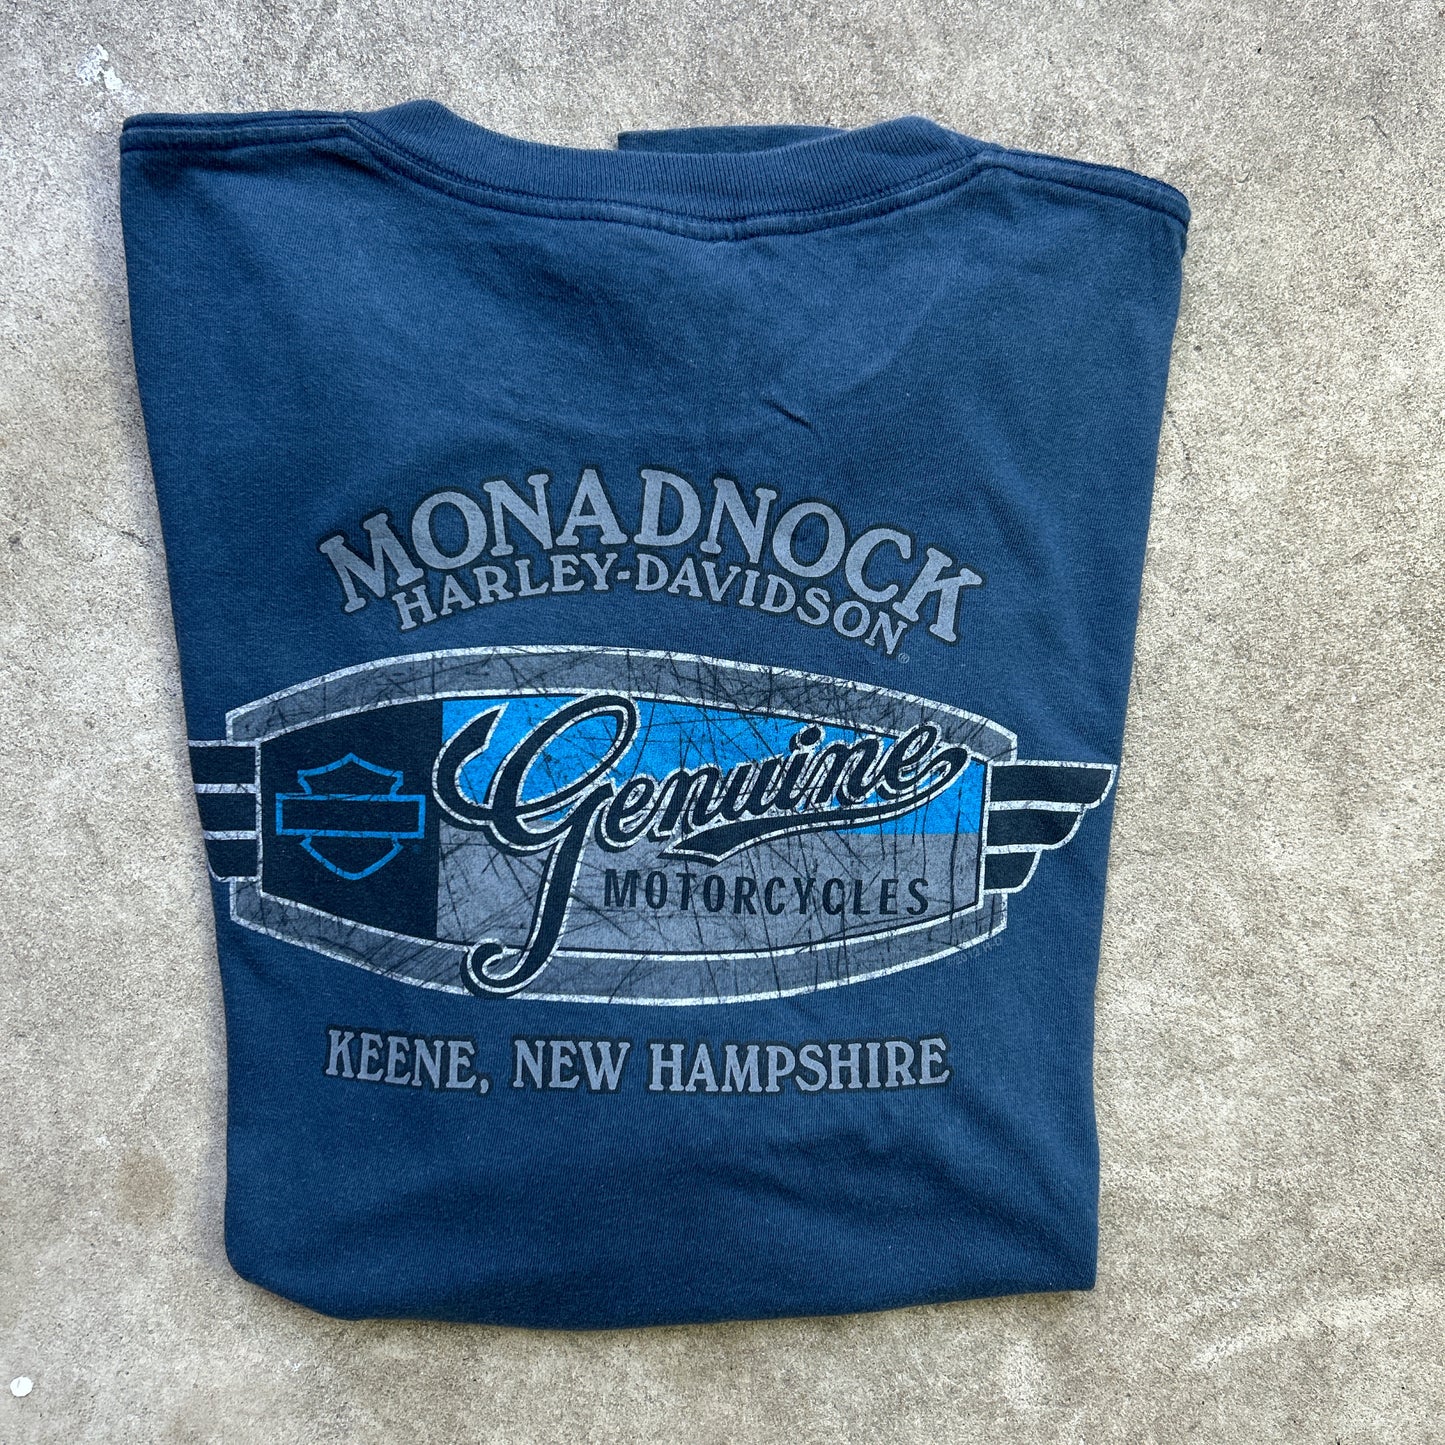 MONADNOCK
HARLEY-DAVIDSON®
Genuine
MOTORCYCLES
KEENE, NEW HAMPSHIRE